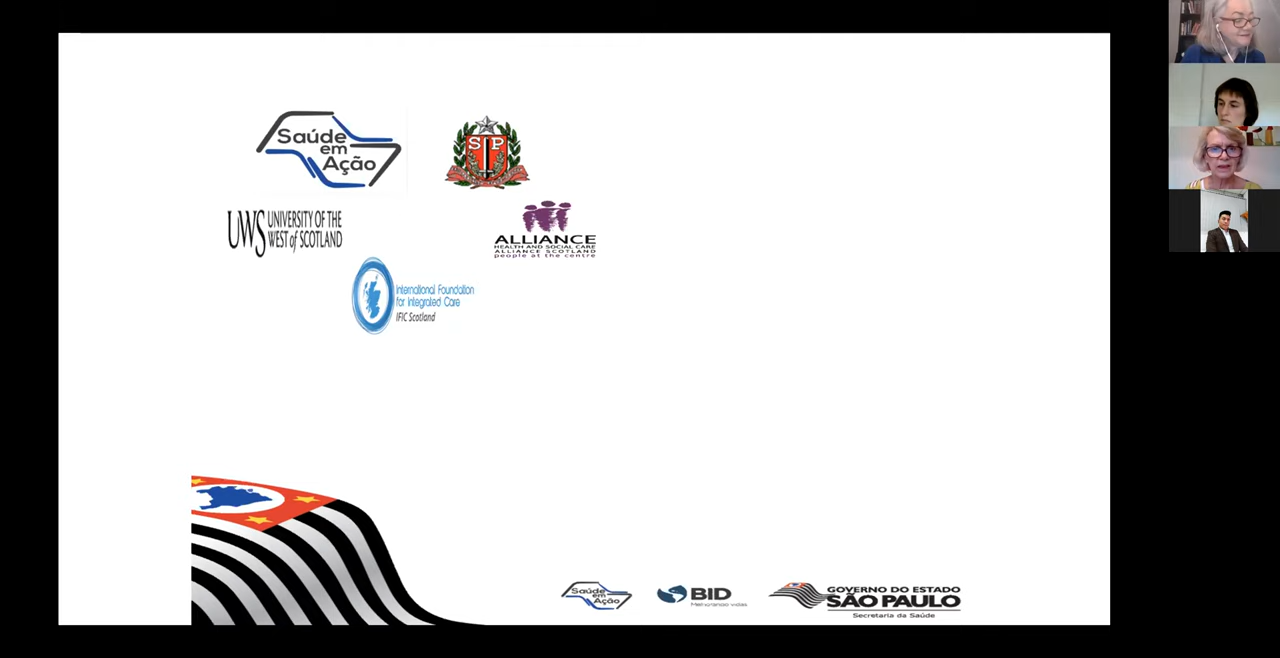 Saúde
em
Ação
SP
UWS UNIVERSITY OF THE
WEST of SCOTLAND
ALLIANCE
HEALTH AND SOCIAL CARE
ALLIANCE SCOTLAND
people at the centre
International Foundation
for Integrated Care
IFIC Scotland
Saúde
em
Ação
BID
Melhorando vidas
GOVERNO DO ESTADO
SÃO PAULO
Secretaria da Saúde